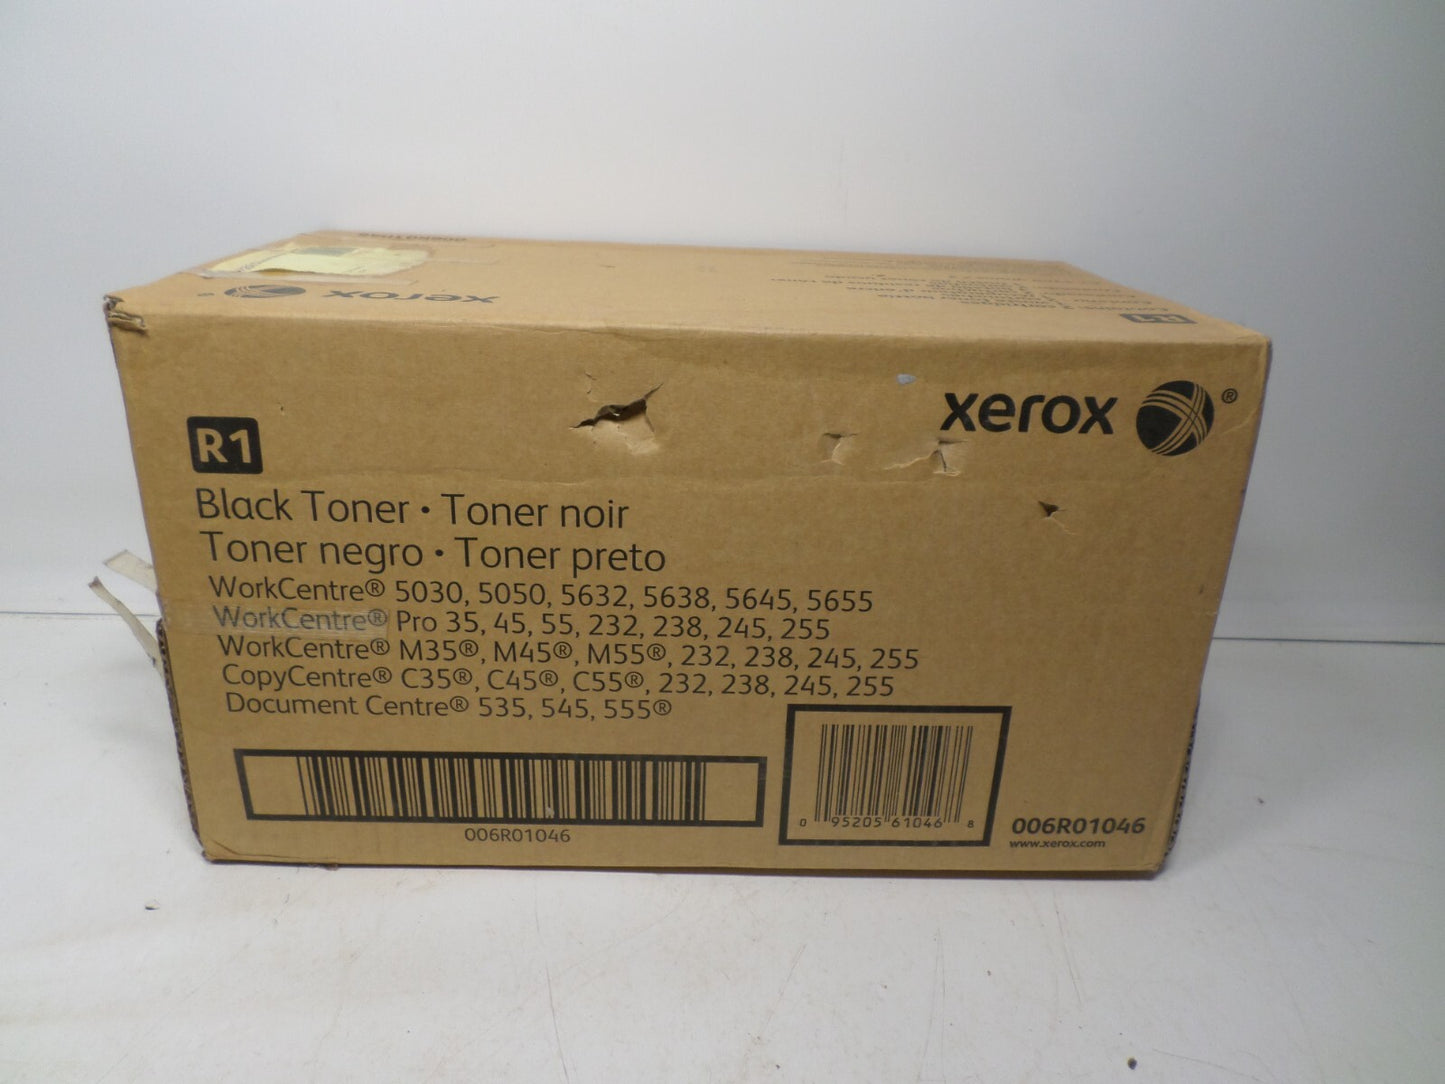 006R01046
xerox ®
R1
xerox ®
R1
Black Toner • Toner noir
Toner negro • Toner preto
WorkCentre® 5030, 5050, 5632, 5638, 5645, 5655
WorkCentre® Pro 35, 45, 55, 232, 238, 245, 255
WorkCentre® M35®, M45®, M55®, 232, 238, 245, 255
CopyCentre® C35®, C45®, C55®, 232, 238, 245, 255
Document Centre® 535, 545, 555®
006R01046
0 95205 61046 8
006R01046
www.xerox.com